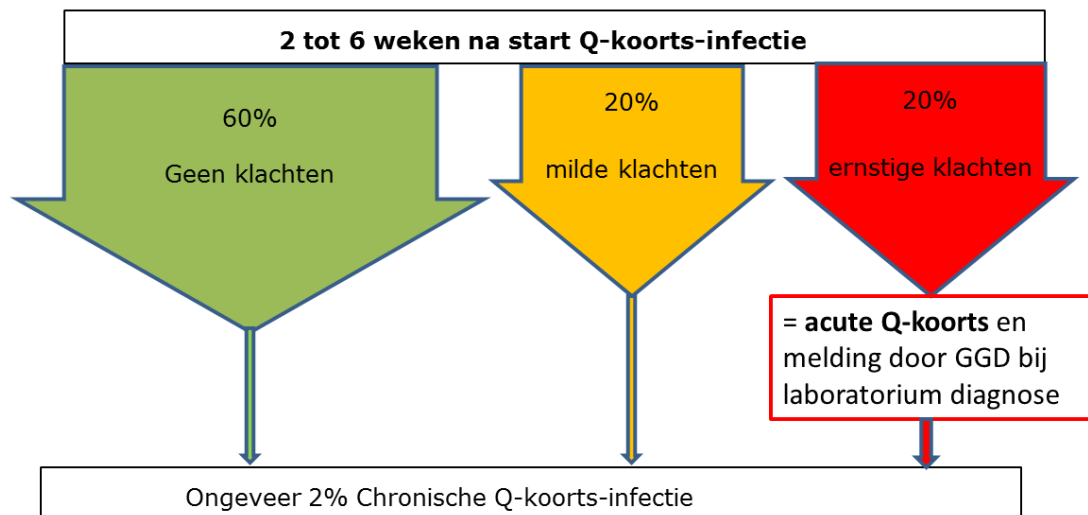 2 tot 6 weken na start Q-koorts-infectie
60%
Geen klachten
20%
milde klachten
20%
ernstige klachten
= acute Q-koorts en
melding door GGD bij
laboratorium diagnose
Ongeveer 2% Chronische Q-koorts-infectie